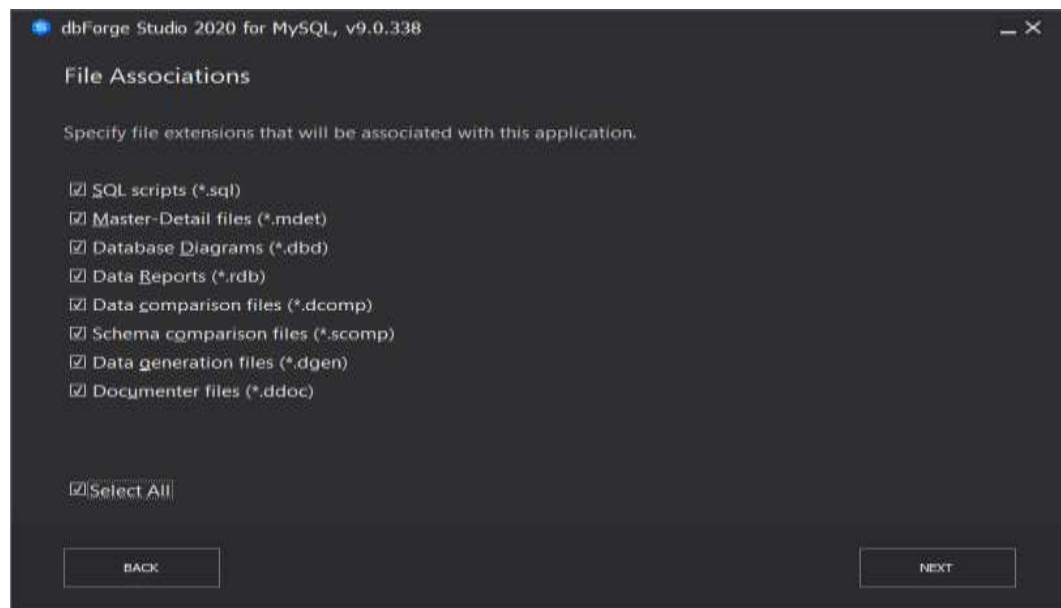 dbForge Studio 2020 for MySQL, v9.0.338
File Associations
Specify file extensions that will be associated with this application.
SQL scripts (*.sql)
Master-Detail files (*.mdet)
Database Diagrams (*.dbd)
Data Reports (*.rdb)
Data comparison files (*.dcomp)
Schema comparison files (*.scomp)
Data generation files (*.dgen)
Documenter files (*.ddoc)
Select All
BACK
NEXT